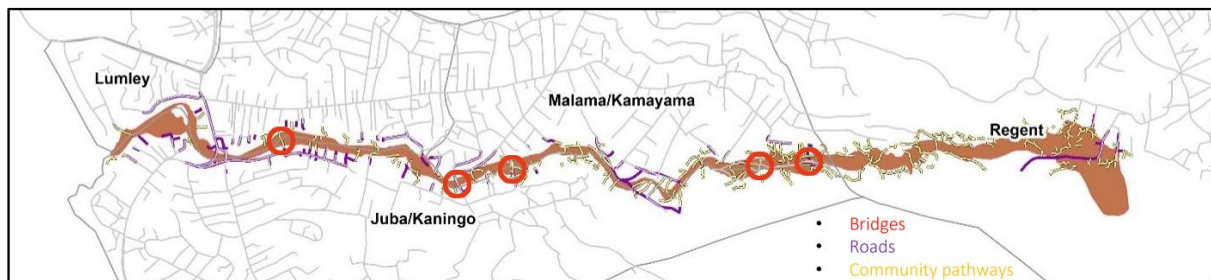 Lumley
Malama/Kamayama
Regent
Juba/Kaningo
• Bridges
• Roads
• Community pathways